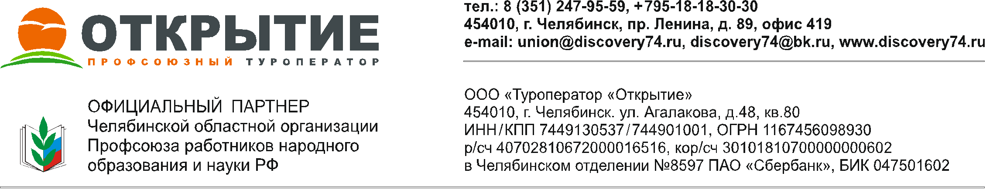 ОТКРЫТИЕ
ПРОФСОЮЗНЫЙ ТУРОПЕРАТОР
ОФИЦИАЛЬНЫЙ ПАРТНЕР
Челябинской областной организации
Профсоюза работников народного
образования и науки РФ
тел.: 8 (351) 247-95-59, +795-18-18-30-30
454010, г. Челябинск, пр. Ленина, д. 89, офис 419
e-mail: union@discovery74.ru, discovery74@bk.ru, www.discovery74.ru
ООО «Туроператор «Открытие»
454010, г. Челябинск. ул. Агалакова, д.48, кв.80
ИНН/КПП 7449130537/744901001, ОГРН 1167456098930
р/сч 40702810672000016516, кор/сч 30101810700000000602
в Челябинском отделении №8597 ПАО «Сбербанк», БИК 047501602